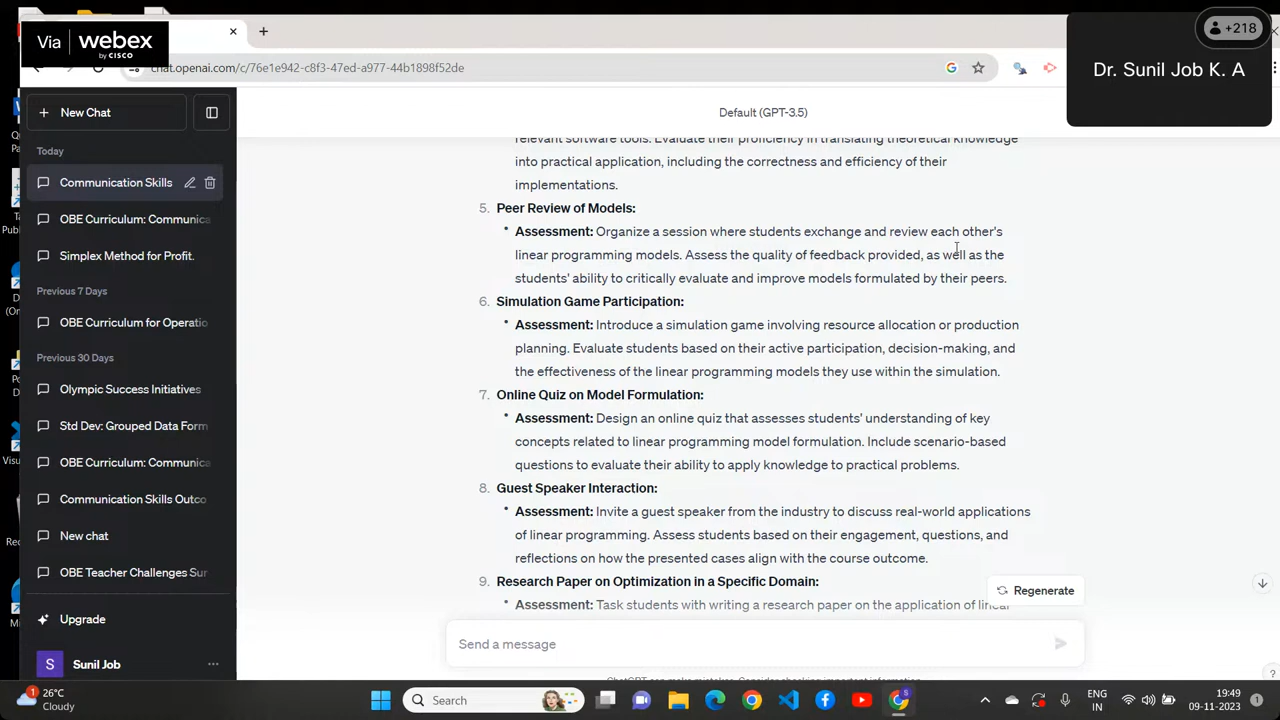 Via webex
by CISCO
+218
Dr. Sunil Job K. A
chat.openai.com/c/76e1e942-c8f3-47ed-a977-44b1898f52de
New Chat
Default (GPT-3.5)
Today
Communication Skills
OBE Curriculum: Communica
Simplex Method for Profit.
Previous 7 Days
OBE Curriculum for Operatio
Previous 30 Days
Olympic Success Initiatives
Std Dev: Grouped Data Form
OBE Curriculum: Communica
Communication Skills Outco
New chat
OBE Teacher Challenges Sur
Upgrade
S Sunil Job
relevant software tools. Evaluate their proficiency in translating theoretical knowledge
into practical application, including the correctness and efficiency of their
implementations.
5. Peer Review of Models:
• Assessment: Organize a session where students exchange and review each other's
linear programming models. Assess the quality of feedback provided, as well as the
students' ability to critically evaluate and improve models formulated by their peers.
6. Simulation Game Participation:
• Assessment: Introduce a simulation game involving resource allocation or production
planning. Evaluate students based on their active participation, decision-making, and
the effectiveness of the linear programming models they use within the simulation.
7. Online Quiz on Model Formulation:
• Assessment: Design an online quiz that assesses students' understanding of key
concepts related to linear programming model formulation. Include scenario-based
questions to evaluate their ability to apply knowledge to practical problems.
8. Guest Speaker Interaction:
• Assessment: Invite a guest speaker from the industry to discuss real-world applications
of linear programming. Assess students based on their engagement, questions, and
reflections on how the presented cases align with the course outcome.
9. Research Paper on Optimization in a Specific Domain:
• Assessment: Task students with writing a research paper on the application of linear
Regenerate
Send a message
ChatGPT can make mistakes. Consider checking important information.
?
1
26°C
Cloudy
Search
ENG
IN
19:49
09-11-2023
1